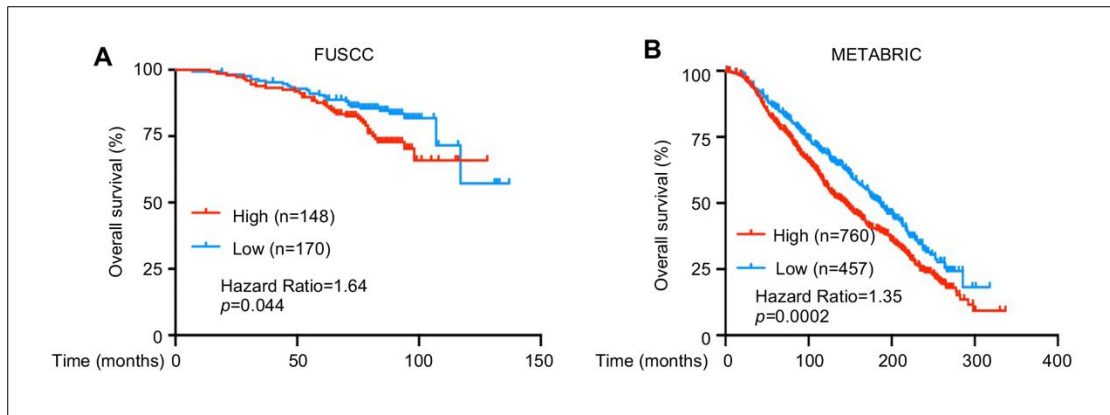 A
FUSCC
Overall survival (%)
100
75
50
25
0
High (n=148)
Low (n=170)
Hazard Ratio=1.64
p=0.044
Time (months)
0 50 100 150
B
METABRIC
Overall survival (%)
100
75
50
25
0
High (n=760)
Low (n=457)
Hazard Ratio=1.35
p=0.0002
Time (months)
0 100 200 300 400